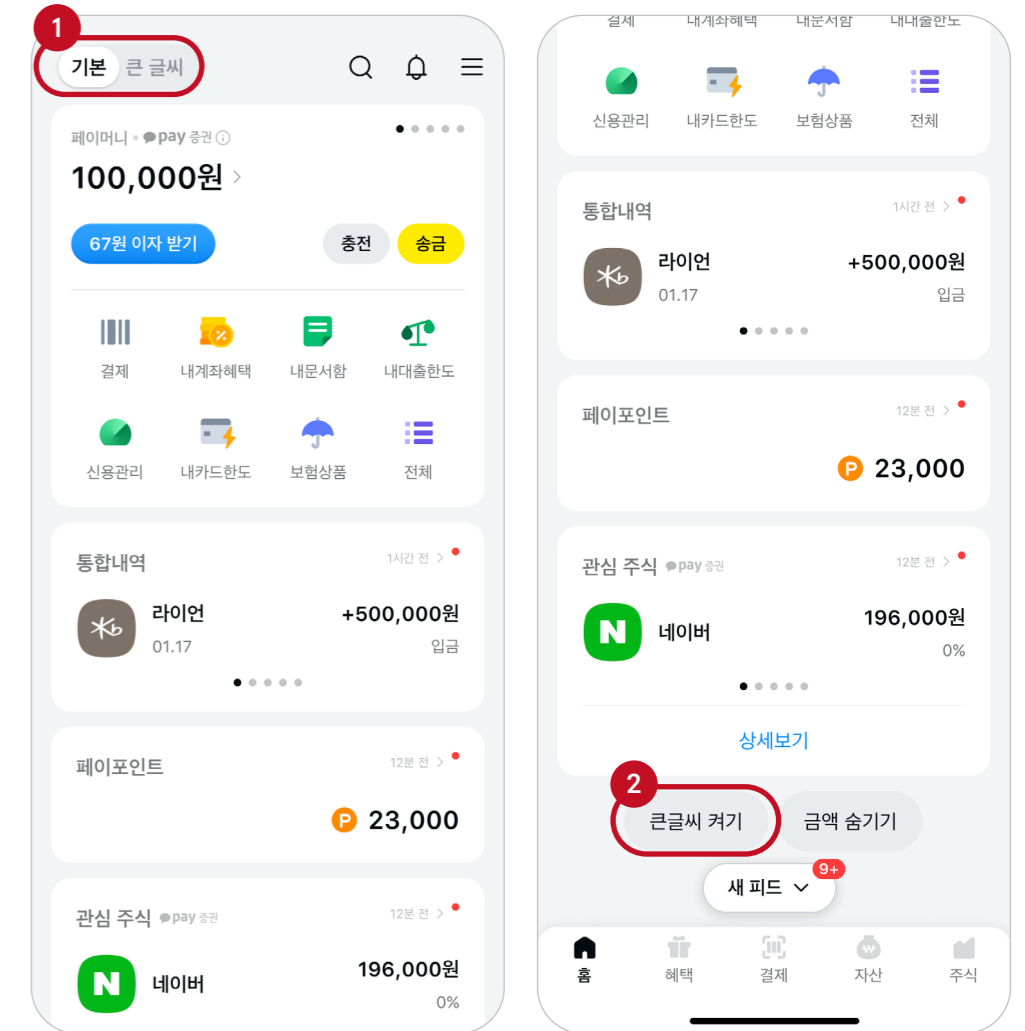 1
기본 큰 글씨
페이머니 • pay 증권
100,000원
67원 이자 받기 충전 송금
결제 내계좌혜택 내문서함 내대출한도
신용관리 내카드한도 보험상품 전체
통합내역 1시간 전
라이언 +500,000원
01.17 입금
페이포인트 12분 전
P 23,000
관심 주식 pay 증권 12분 전
N 네이버 196,000원
0%
결제 내계좌혜택 내문서함 내대출한도
신용관리 내카드한도 보험상품 전체
통합내역 1시간 전
라이언 +500,000원
01.17 입금
페이포인트 12분 전
P 23,000
관심 주식 pay 증권 12분 전
N 네이버 196,000원
0%
상세보기
2
큰글씨 켜기 금액 숨기기
새 피드 9+
홈 혜택 결제 자산 주식